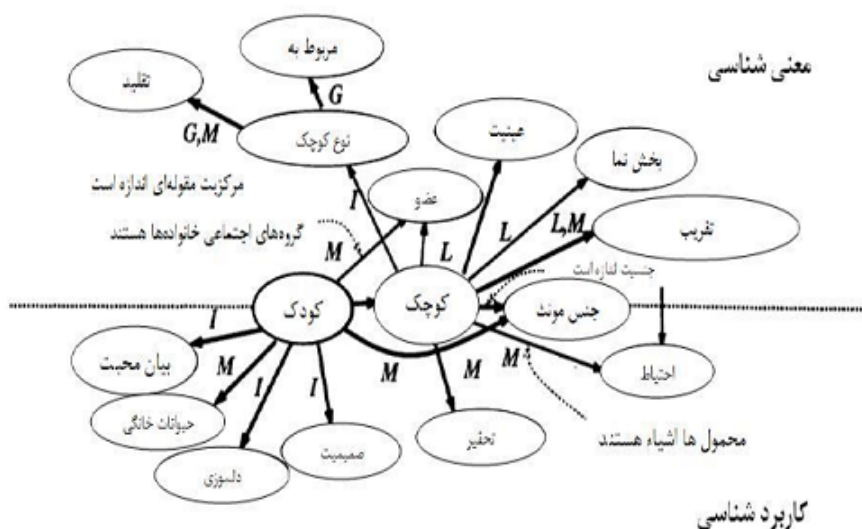 معنی شناسی
مربوط به
تقلید
G
G,M
نوع کوچک
عینیت
بخش نما
مرکزیت مقوله‌ای اندازه است
I
عضو
L
L,M
تقریب
گروه‌های اجتماعی خانواده‌ها هستند
M
L
جنسیت اندازه است
کودک
کوچک
جنس مونث
I
بیان محبت
M
I
I
M
M
M
احتیاط
حیوانات خانگی
دلسوزی
صمیمیت
تحقیر
محمول ها اشیاء هستند
کاربرد شناسی